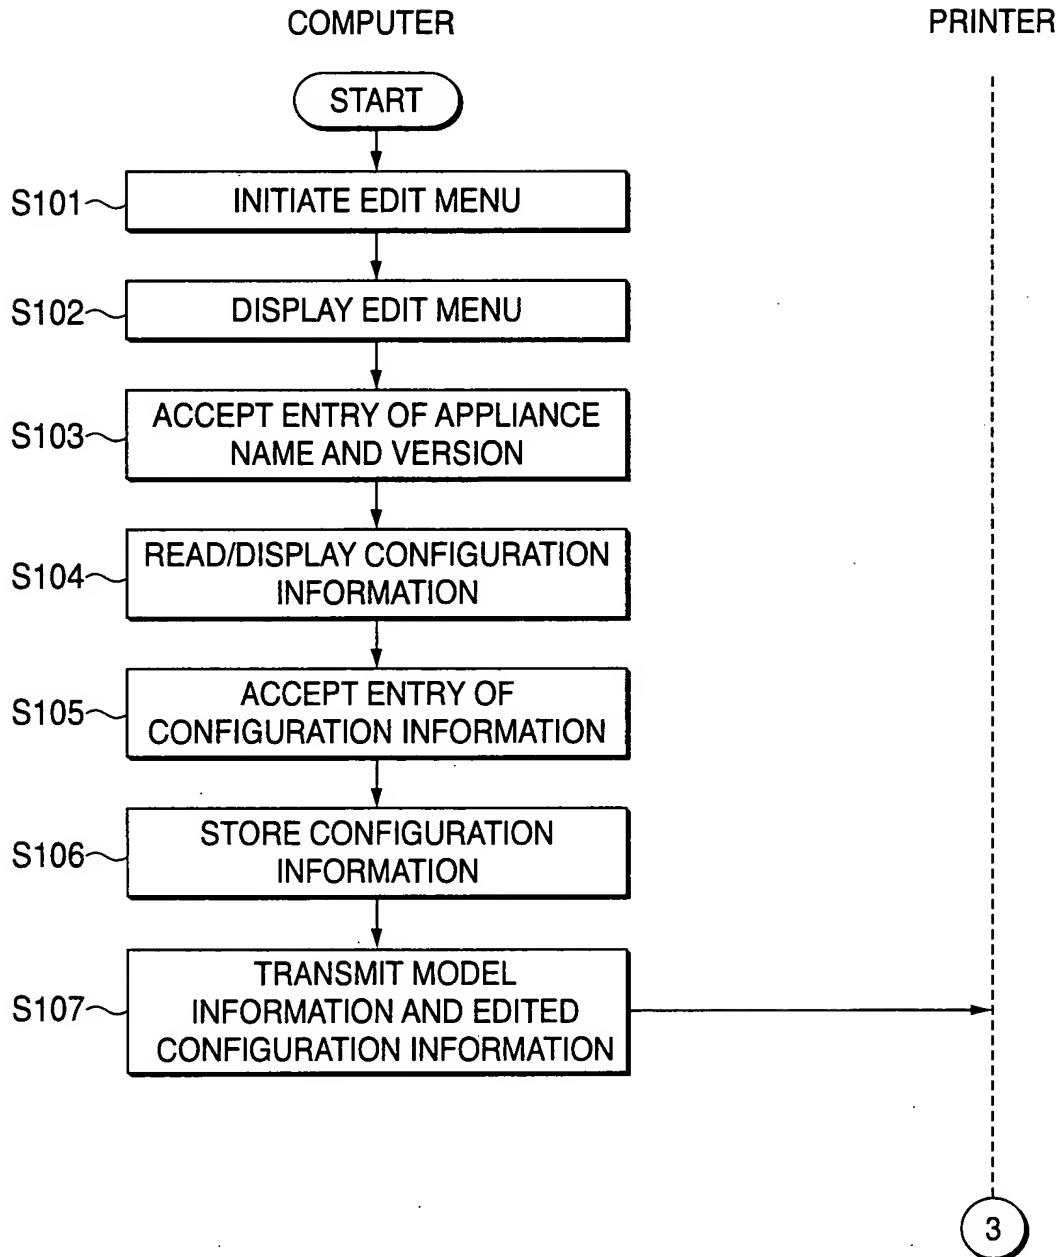 COMPUTER
PRINTER
START
S101
INITIATE EDIT MENU
S102
DISPLAY EDIT MENU
S103
ACCEPT ENTRY OF APPLIANCE
NAME AND VERSION
S104
READ/DISPLAY CONFIGURATION
INFORMATION
S105
ACCEPT ENTRY OF
CONFIGURATION INFORMATION
S106
STORE CONFIGURATION
INFORMATION
S107
TRANSMIT MODEL
INFORMATION AND EDITED
CONFIGURATION INFORMATION
3